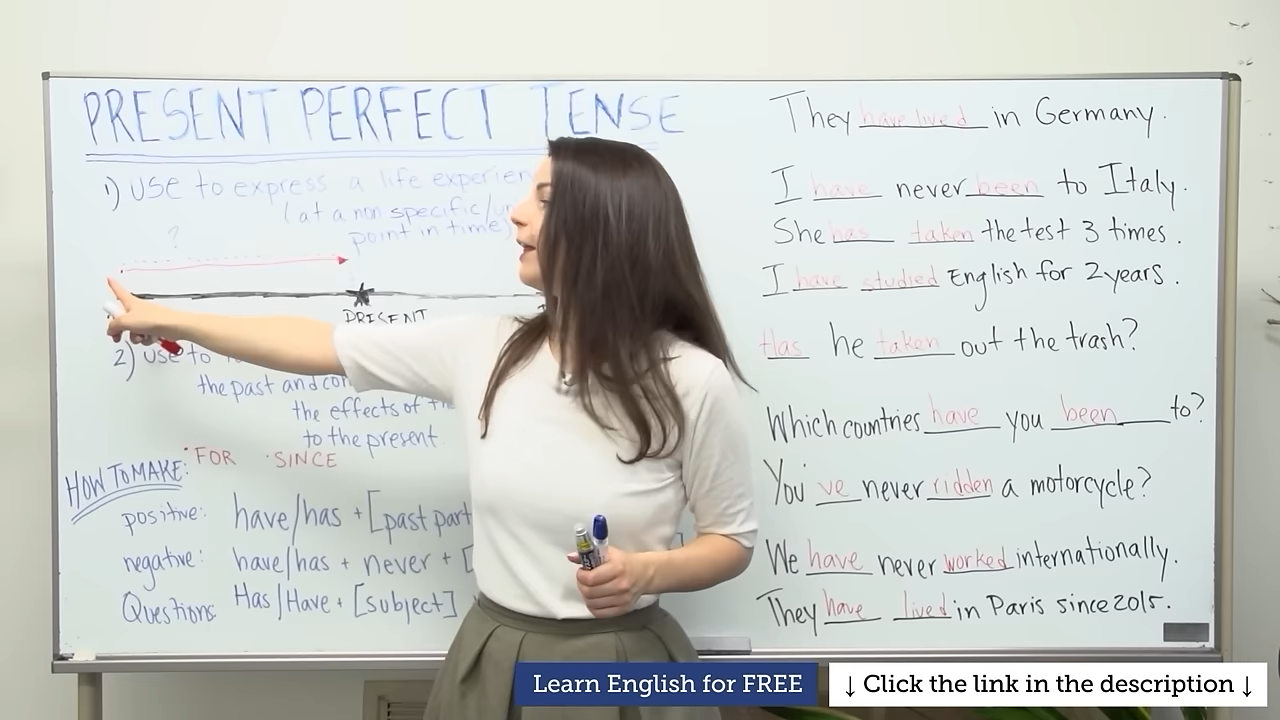 PRESENT PERFECT TENSE
1) USE to express a life experien
(at a non specific/un
point in time)
?
PRESENT
2) Use to
the past and con
the effects of th
to the present
• FOR • SINCE
HOW TO MAKE:
positive: have/has + [past part
negative: have/has + never + [
Questions Has/Have + [subject]
They have lived in Germany.
I have never been to Italy.
She has taken the test 3 times.
I have studied English for 2 years.
Has he taken out the trash?
Which countries have you been to?
You 've never ridden a motorcycle?
We have never worked internationally.
They have lived in Paris since 2015.
Learn English for FREE
↓ Click the link in the description ↓